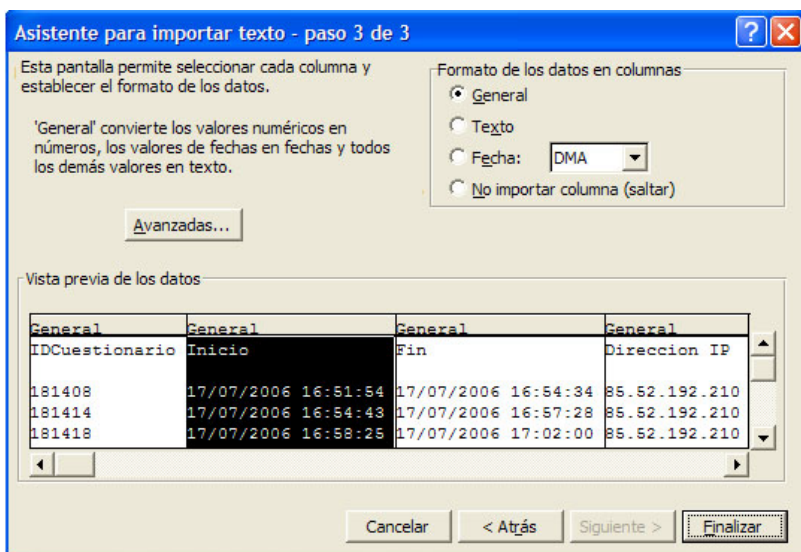 Asistente para importar texto - paso 3 de 3
Esta pantalla permite seleccionar cada columna y
establecer el formato de los datos.
'General' convierte los valores numéricos en
números, los valores de fechas en fechas y todos
los demás valores en texto.
Avanzadas...
Formato de los datos en columnas
General
Texto
Fecha: DMA
No importar columna (saltar)
Vista previa de los datos
General General General General
IDCuestionario Inicio Fin Direccion IP
181408 17/07/2006 16:51:54 17/07/2006 16:54:34 85.52.192.210
181414 17/07/2006 16:54:43 17/07/2006 16:57:28 85.52.192.210
181418 17/07/2006 16:58:25 17/07/2006 17:02:00 85.52.192.210
Cancelar < Atrás Siguiente > Finalizar